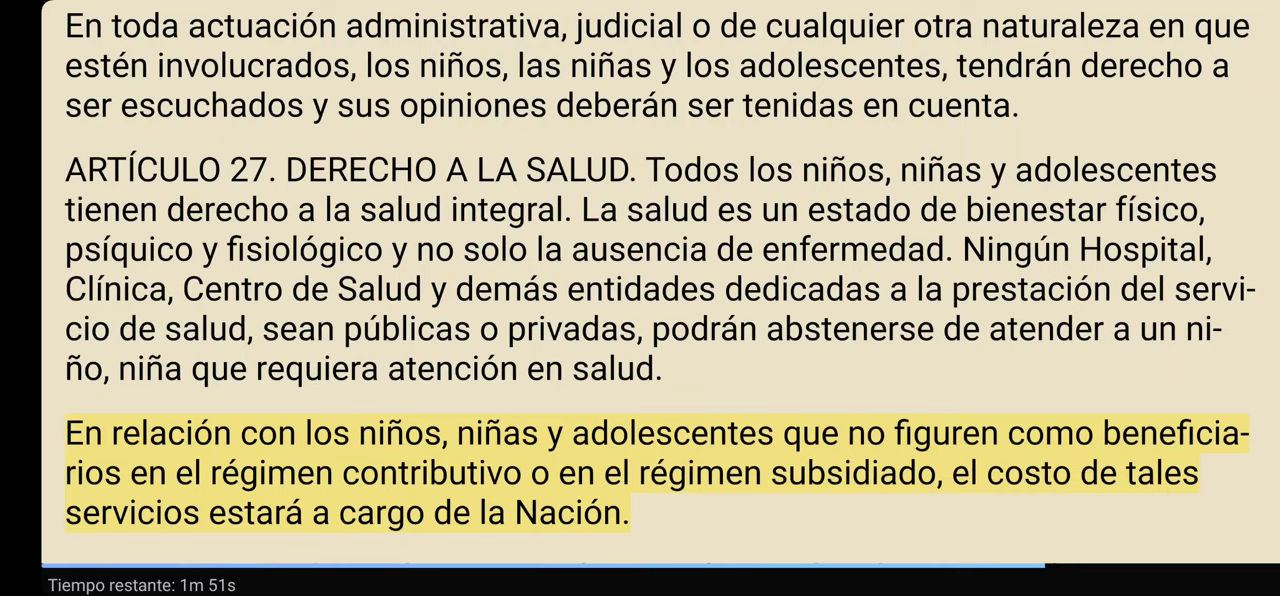 En toda actuación administrativa, judicial o de cualquier otra naturaleza en que
estén involucrados, los niños, las niñas y los adolescentes, tendrán derecho a
ser escuchados y sus opiniones deberán ser tenidas en cuenta.
ARTÍCULO 27. DERECHO A LA SALUD. Todos los niños, niñas y adolescentes
tienen derecho a la salud integral. La salud es un estado de bienestar físico,
psíquico y fisiológico y no solo la ausencia de enfermedad. Ningún Hospital,
Clínica, Centro de Salud y demás entidades dedicadas a la prestación del servi-
cio de salud, sean públicas o privadas, podrán abstenerse de atender a un ni-
ño, niña que requiera atención en salud.
En relación con los niños, niñas y adolescentes que no figuren como beneficia-
rios en el régimen contributivo o en el régimen subsidiado, el costo de tales
servicios estará a cargo de la Nación.
Tiempo restante: 1m 51s